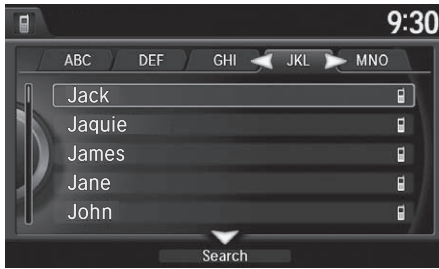 9:30
ABC DEF GHI JKL MNO
Jack
Jaquie
James
Jane
John
Search